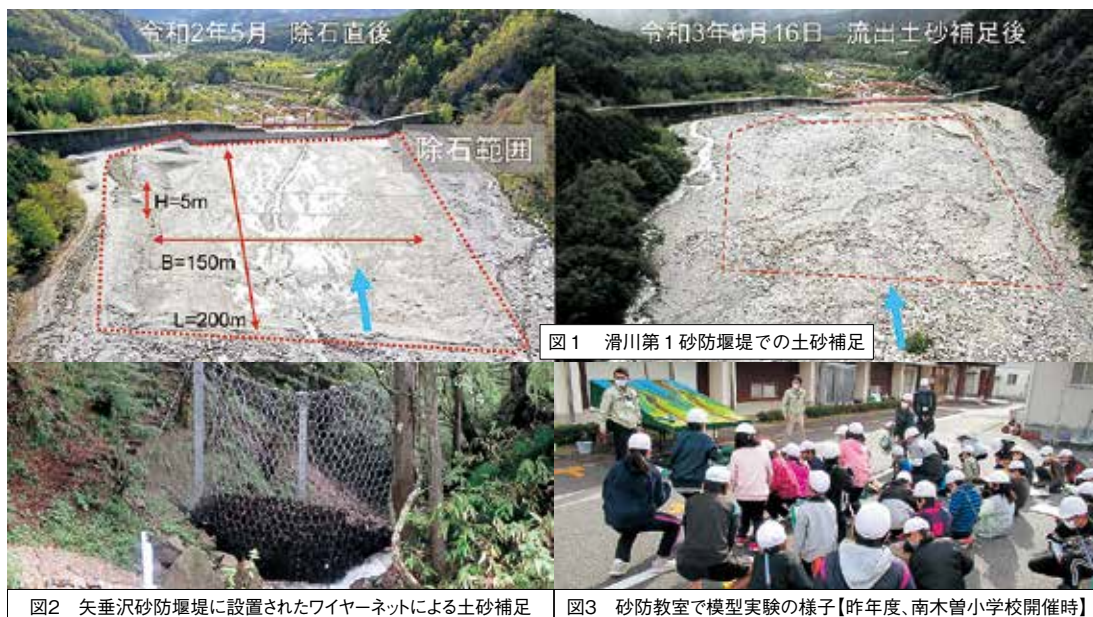 令和2年5月 除石直後
令和3年8月16日 流出土砂補足後
除石範囲
H=5m
B=150m
L=200m
図1 滑川第1砂防堰堤での土砂補足
図2 矢垂沢砂防堰堤に設置されたワイヤーネットによる土砂補足
図3 砂防教室で模型実験の様子【昨年度、南木曽小学校開催時】